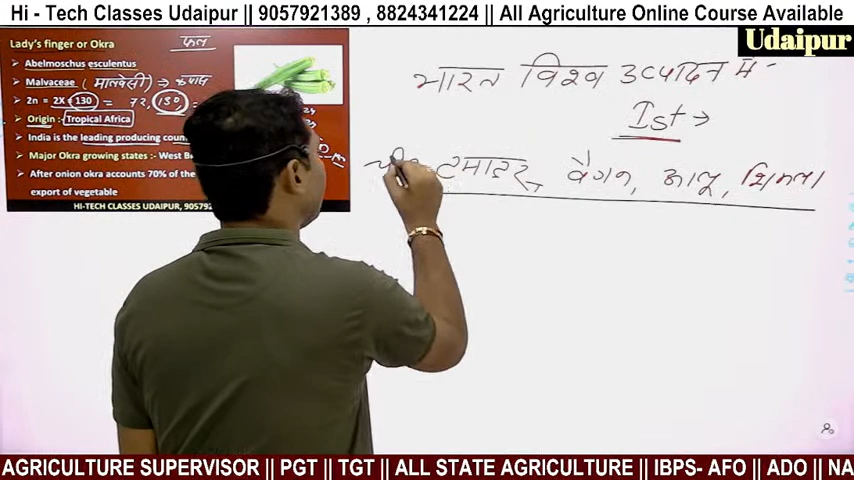 Hi - Tech Classes Udaipur || 9057921389 , 8824341224 || All Agriculture Online Course Available
Udaipur
Lady's finger or Okra
फल
Abelmoschus esculentus
Malvaceae (मालवेसी) → कपास
2n = 2X = 130 = 72, 130,
Origin : Tropical Africa
India is the leading producing
Major Okra growing states : West
After onion okra accounts 70% of the
export of vegetable
HI-TECH CLASSES UDAIPUR,
भारत विश्व उत्पादन में -
Ist →
टमाटर, बैगन, आलू, शिमला
AGRICULTURE SUPERVISOR || PGT || TGT || ALL STATE AGRICULTURE || IBPS- AFO || ADO || NA